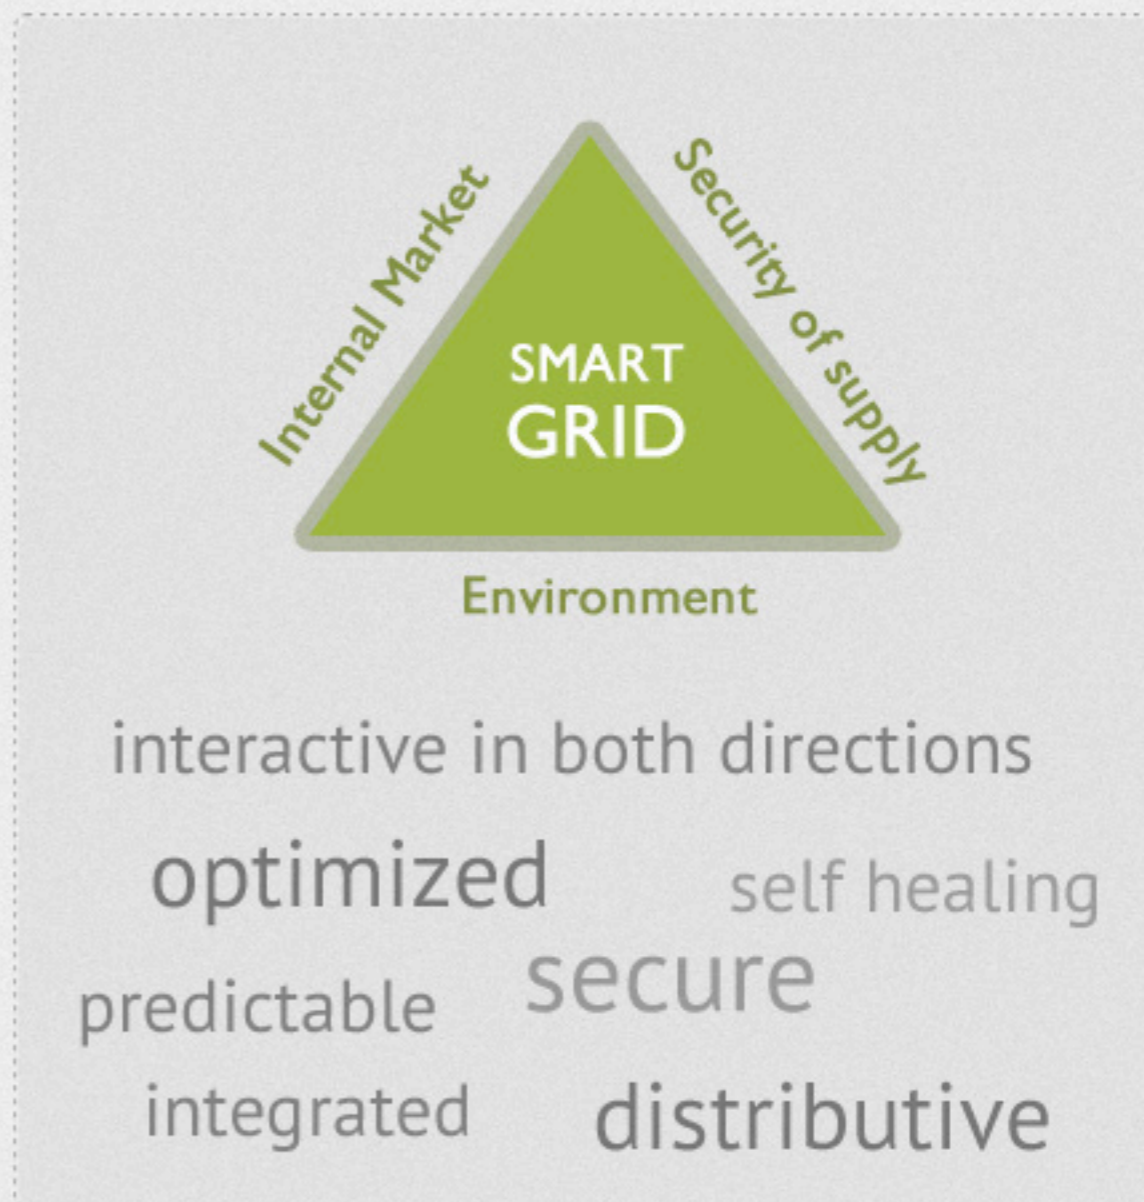 Internal Market
Security of supply
SMART
GRID
Environment
interactive in both directions
optimized
self healing
secure
predictable
integrated
distributive